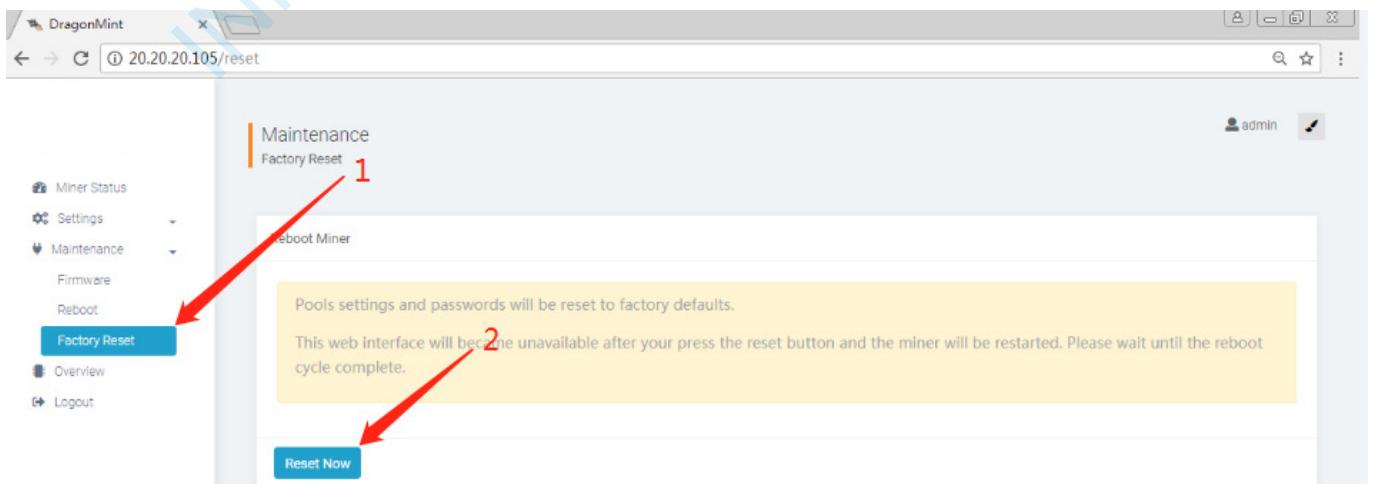 DragonMint
20.20.20.105/reset
admin
Maintenance
Factory Reset
1
Miner Status
Settings
Maintenance
Firmware
Reboot
Factory Reset
Overview
Logout
Reboot Miner
Pools settings and passwords will be reset to factory defaults.
2
This web interface will became unavailable after your press the reset button and the miner will be restarted. Please wait until the reboot
cycle complete.
Reset Now